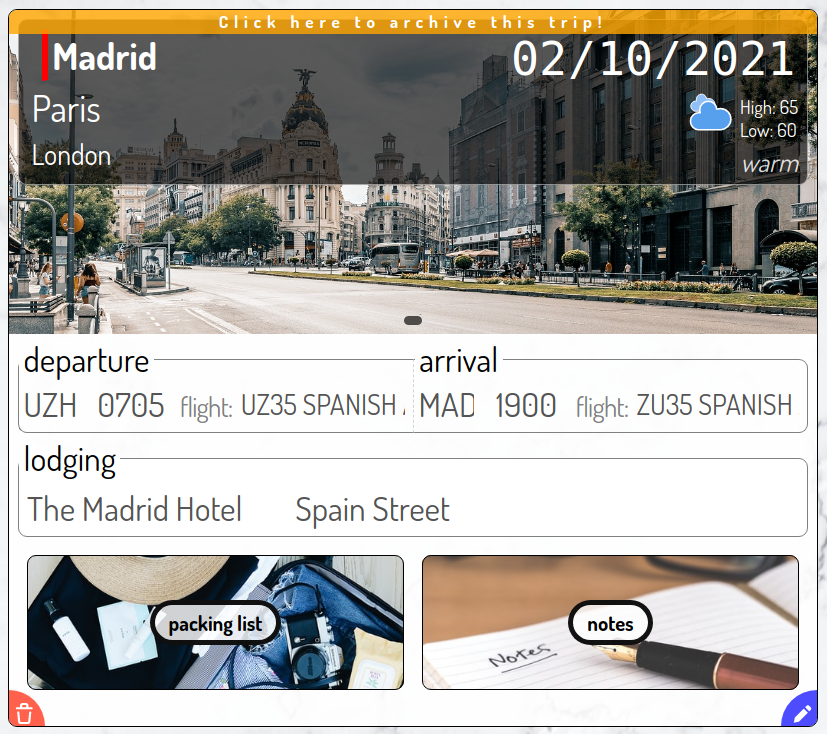 Click here to archive this trip!
Madrid
02/10/2021
Paris
High: 65
Low: 60
London
warm
METROPOLIS
departure
arrival
UZH 0705 flight: UZ35 SPANISH
MAD 1900 flight: ZU35 SPANISH
lodging
The Madrid Hotel Spain Street
packing list
Notes
notes